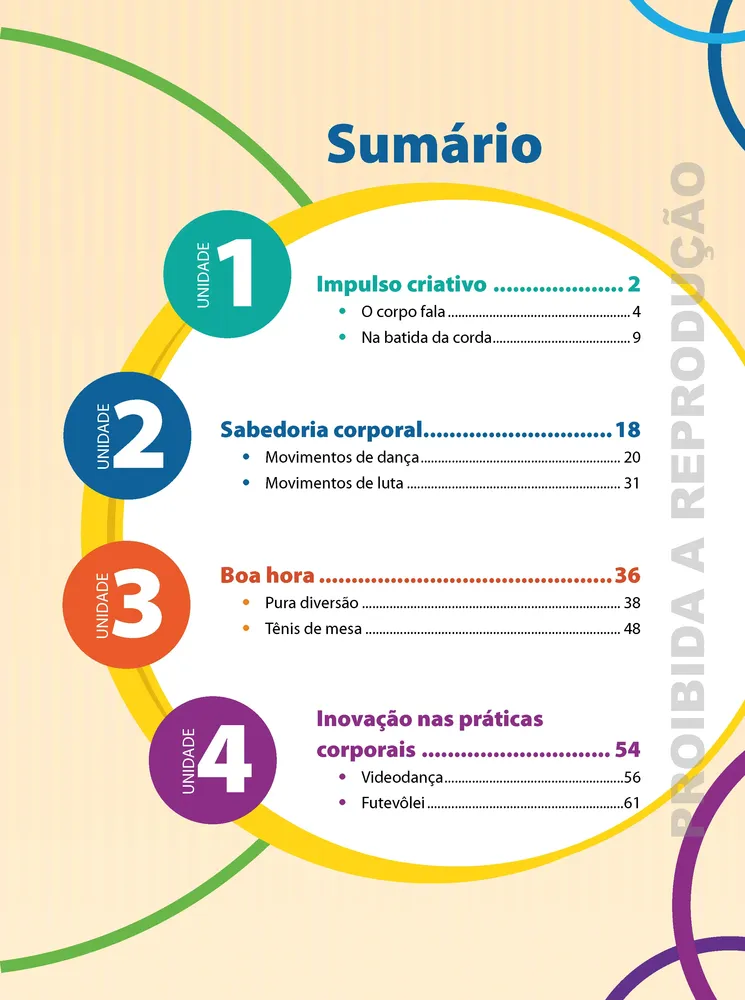 Sumário
UNIDADE 1
Impulso criativo .................... 2
• O corpo fala ..................................................... 4
• Na batida da corda........................................ 9
UNIDADE 2
Sabedoria corporal............................. 18
• Movimentos de dança.......................................................... 20
• Movimentos de luta .............................................................. 31
UNIDADE 3
Boa hora ............................................. 36
• Pura diversão ........................................................................... 38
• Tênis de mesa .......................................................................... 48
UNIDADE 4
Inovação nas práticas
corporais ............................. 54
• Videodança....................................................56
• Futevôlei.........................................................61
PROIBIDA A REPRODUÇÃO